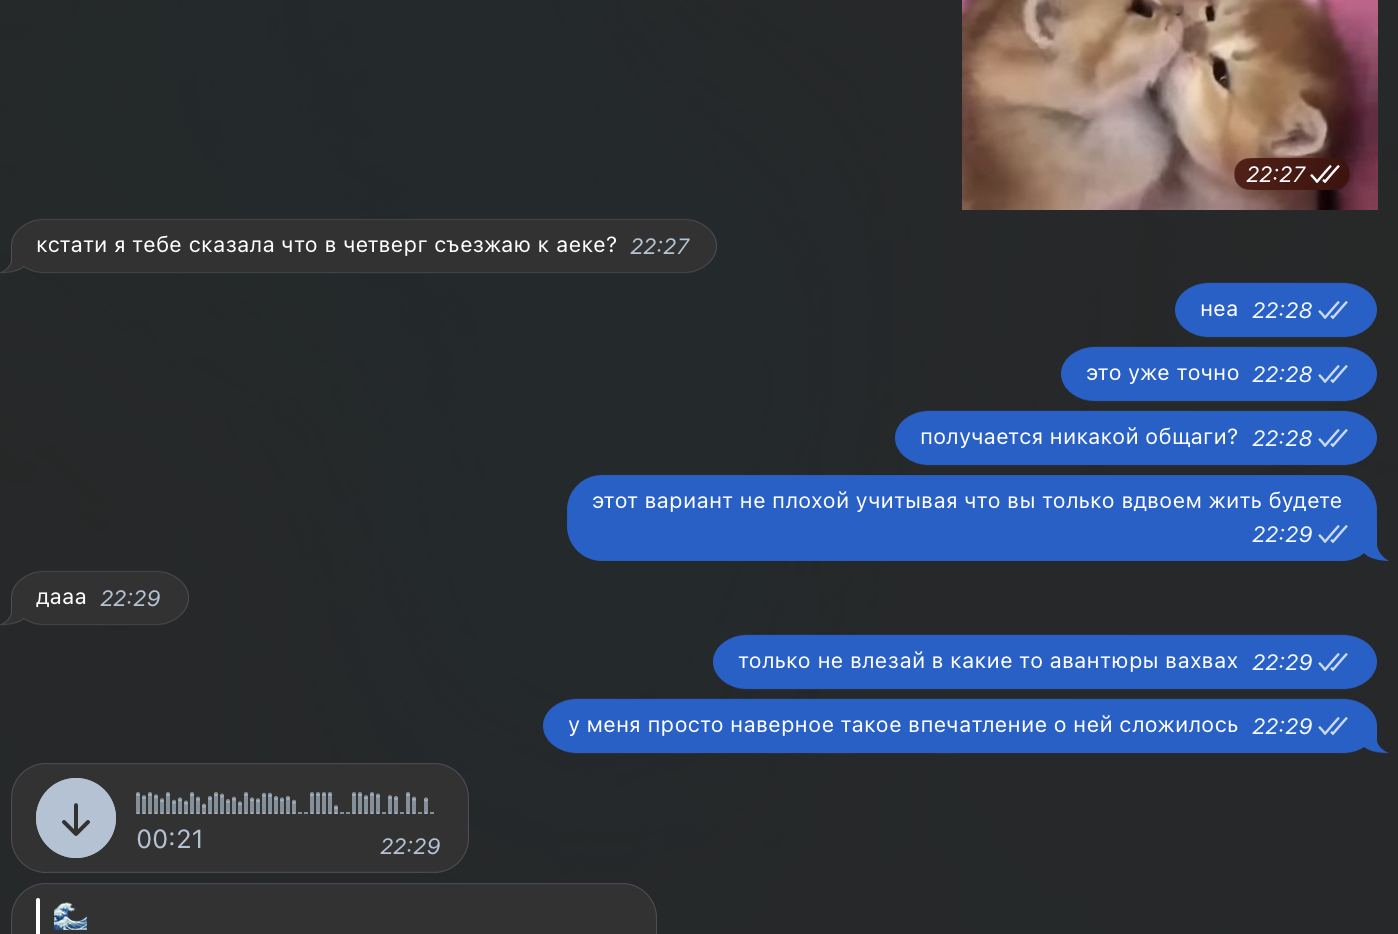 22:27
кстати я тебе сказала что в четверг съезжаю к аеке? 22:27
неа 22:28
это уже точно 22:28
получается никакой общаги? 22:28
этот вариант не плохой учитывая что вы только вдвоем жить будете
22:29
дааа 22:29
только не влезай в какие то авантюры вахвах 22:29
у меня просто наверное такое впечатление о ней сложилось 22:29
00:21
22:29